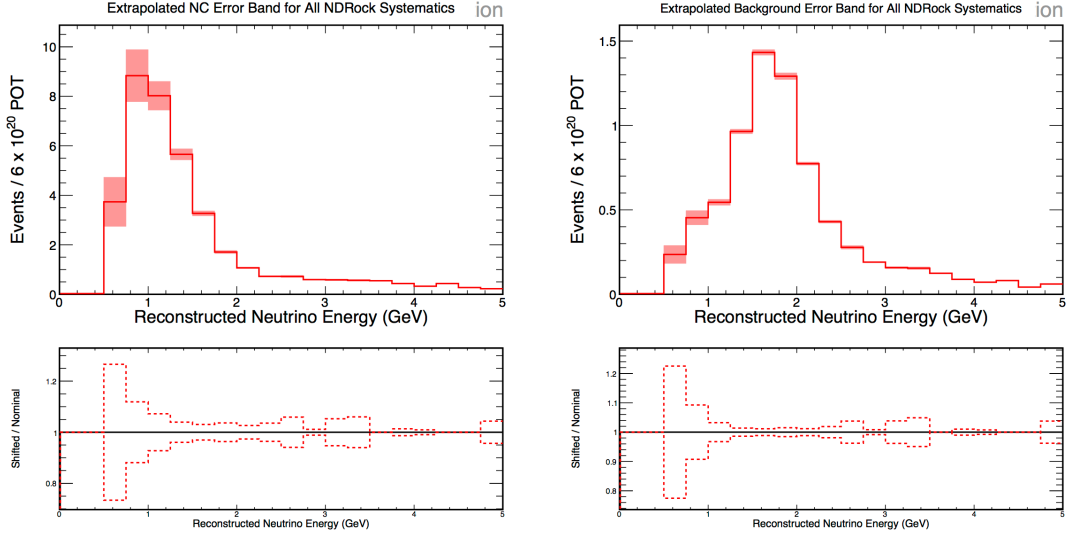 Extrapolated NC Error Band for All NDRock Systematics
ion
10
8
6
4
2
0
Events / 6 x 10²⁰ POT
0 1 2 3 4 5
Reconstructed Neutrino Energy (GeV)
1.2
1
0.8
Shifted / Nominal
0 1 2 3 4 5
Reconstructed Neutrino Energy (GeV)
Extrapolated Background Error Band for All NDRock Systematics
ion
1.5
1
0.5
0
Events / 6 x 10²⁰ POT
0 1 2 3 4 5
Reconstructed Neutrino Energy (GeV)
1.2
1.1
1
0.9
0.8
Shifted / Nominal
0 1 2 3 4 5
Reconstructed Neutrino Energy (GeV)